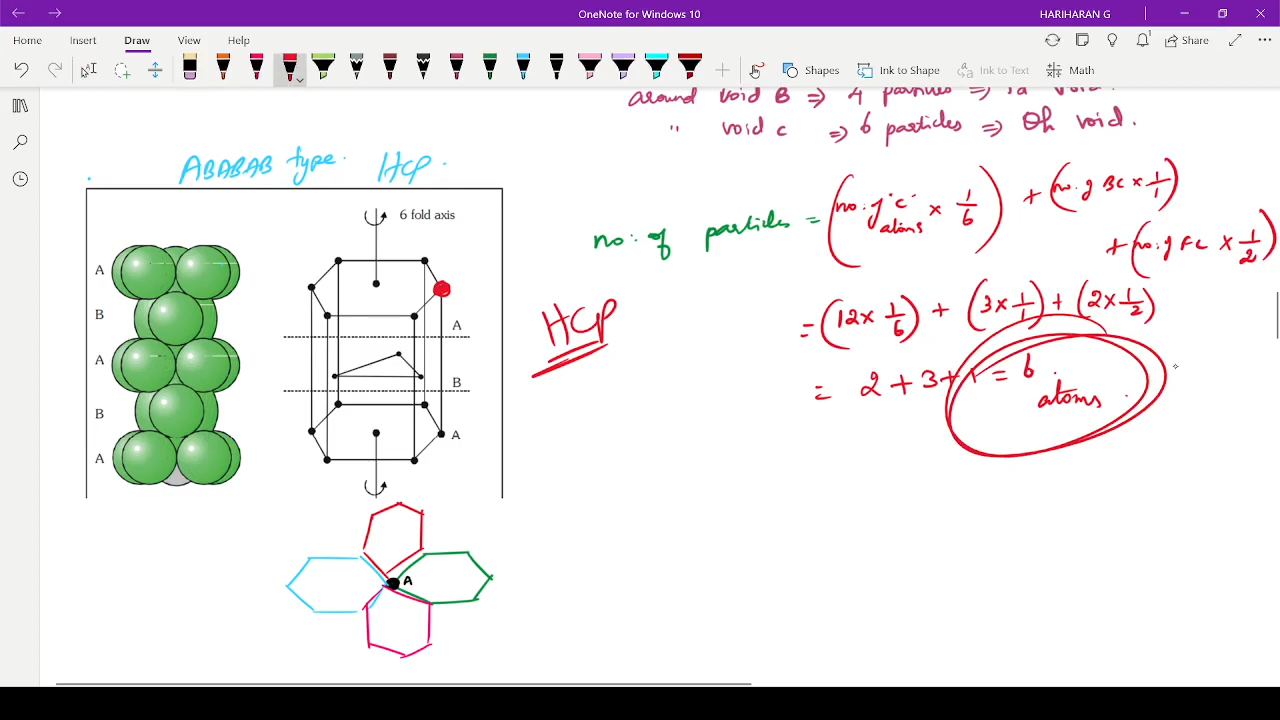 OneNote for Windows 10
HARIHARAN G
Home Insert Draw View Help
Share
Shapes
Ink to Shape
Ink to Text
Math
around void B ⇒ 4 particles ⇒ Td void.
" void c ⇒ 6 particles ⇒ Oh void.
ABABAB type. HCP.
6 fold axis
A
B
A
B
A
A
B
A
no: of particles = (no: of 'c' atoms × 1/6) + (no: of BC × 1/1)
+ (no: of FC × 1/2)
HCP
= (12 × 1/6) + (3 × 1/1) + (2 × 1/2)
= 2 + 3 + 1 = 6 atoms.
A